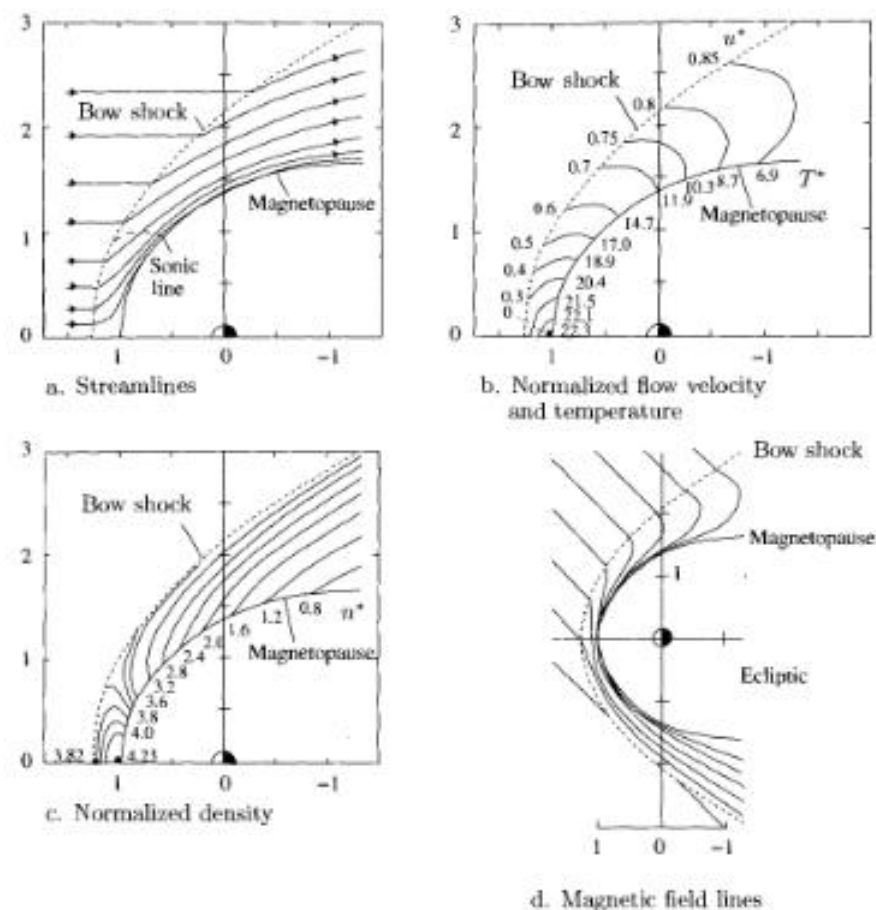 3
2
1
0
Bow shock
Magnetopause
Sonic
line
1
0
-1
a. Streamlines
3
2
1
0
u*
0.85
Bow shock
0.8
0.75
0.7
0.6
0.5
0.4
0.3
T*
6.9
8.7
10.3
11.9
Magnetopause
14.7
17.0
18.9
20.4
21.5
22.1
22.3
1
0
-1
b. Normalized flow velocity
and temperature
3
2
1
0
Bow shock
n*
0.8
1.2
1.6
2.0
Magnetopause
2.4
2.8
3.2
3.6
3.8
4.0
3.82
4.23
1
0
-1
c. Normalized density
Bow shock
Magnetopause
1
Ecliptic
1
0
-1
d. Magnetic field lines